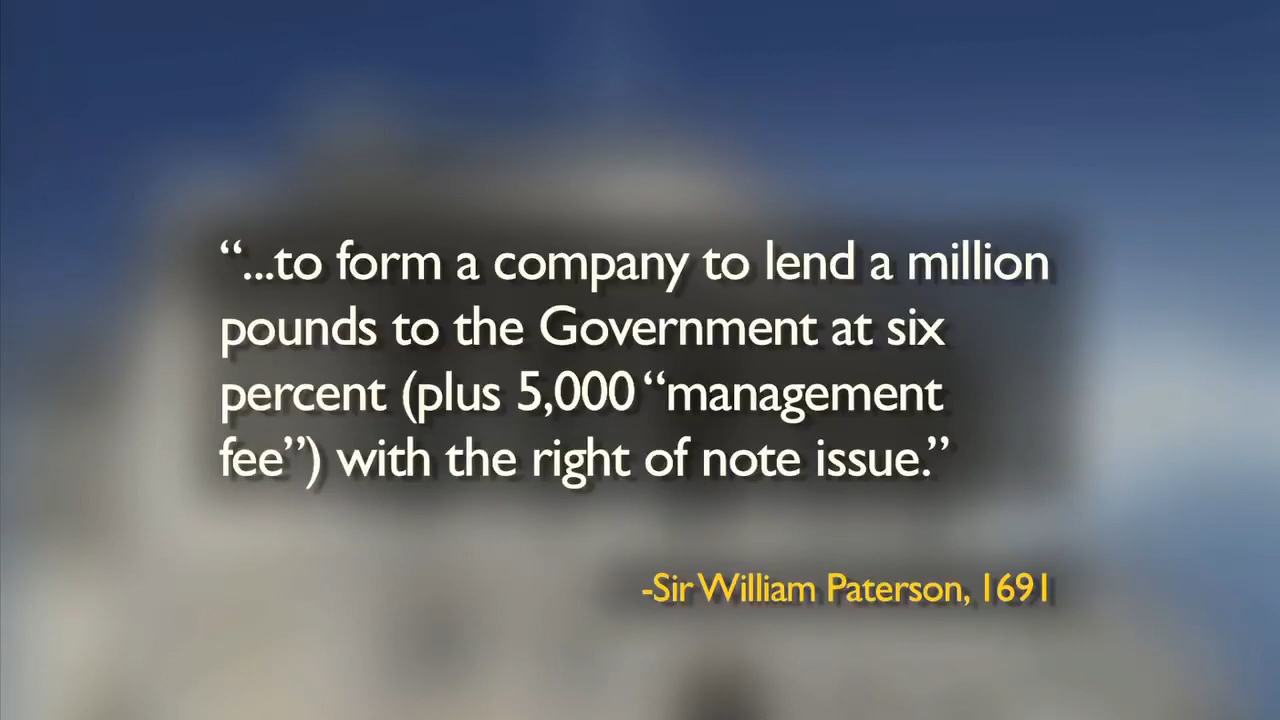 “...to form a company to lend a million
pounds to the Government at six
percent (plus 5,000 “management
fee”) with the right of note issue.”
-Sir William Paterson, 1691